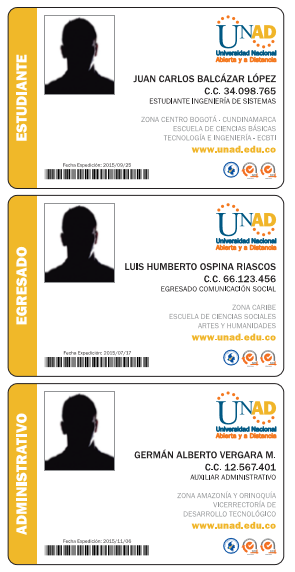 ESTUDIANTE
UNAD
Universidad Nacional
Abierta y a Distancia
JUAN CARLOS BALCÁZAR LÓPEZ
C.C. 34.098.765
ESTUDIANTE INGENIERÍA DE SISTEMAS
ZONA CENTRO BOGOTÁ - CUNDINAMARCA
ESCUELA DE CIENCIAS BÁSICAS
TECNOLOGÍA E INGENIERÍA - ECBTI
www.unad.edu.co
Fecha Expedición: 2015/09/25
EGRESADO
UNAD
Universidad Nacional
Abierta y a Distancia
LUIS HUMBERTO OSPINA RIASCOS
C.C. 66.123.456
EGRESADO COMUNICACIÓN SOCIAL
ZONA CARIBE
ESCUELA DE CIENCIAS SOCIALES
ARTES Y HUMANIDADES
www.unad.edu.co
Fecha Expedición: 2015/07/17
ADMINISTRATIVO
UNAD
Universidad Nacional
Abierta y a Distancia
GERMÁN ALBERTO VERGARA M.
C.C. 12.567.401
AUXILIAR ADMINISTRATIVO
ZONA AMAZONÍA Y ORINOQUÍA
VICERRECTORÍA DE
DESARROLLO TECNOLÓGICO
www.unad.edu.co
Fecha Expedición: 2015/11/06